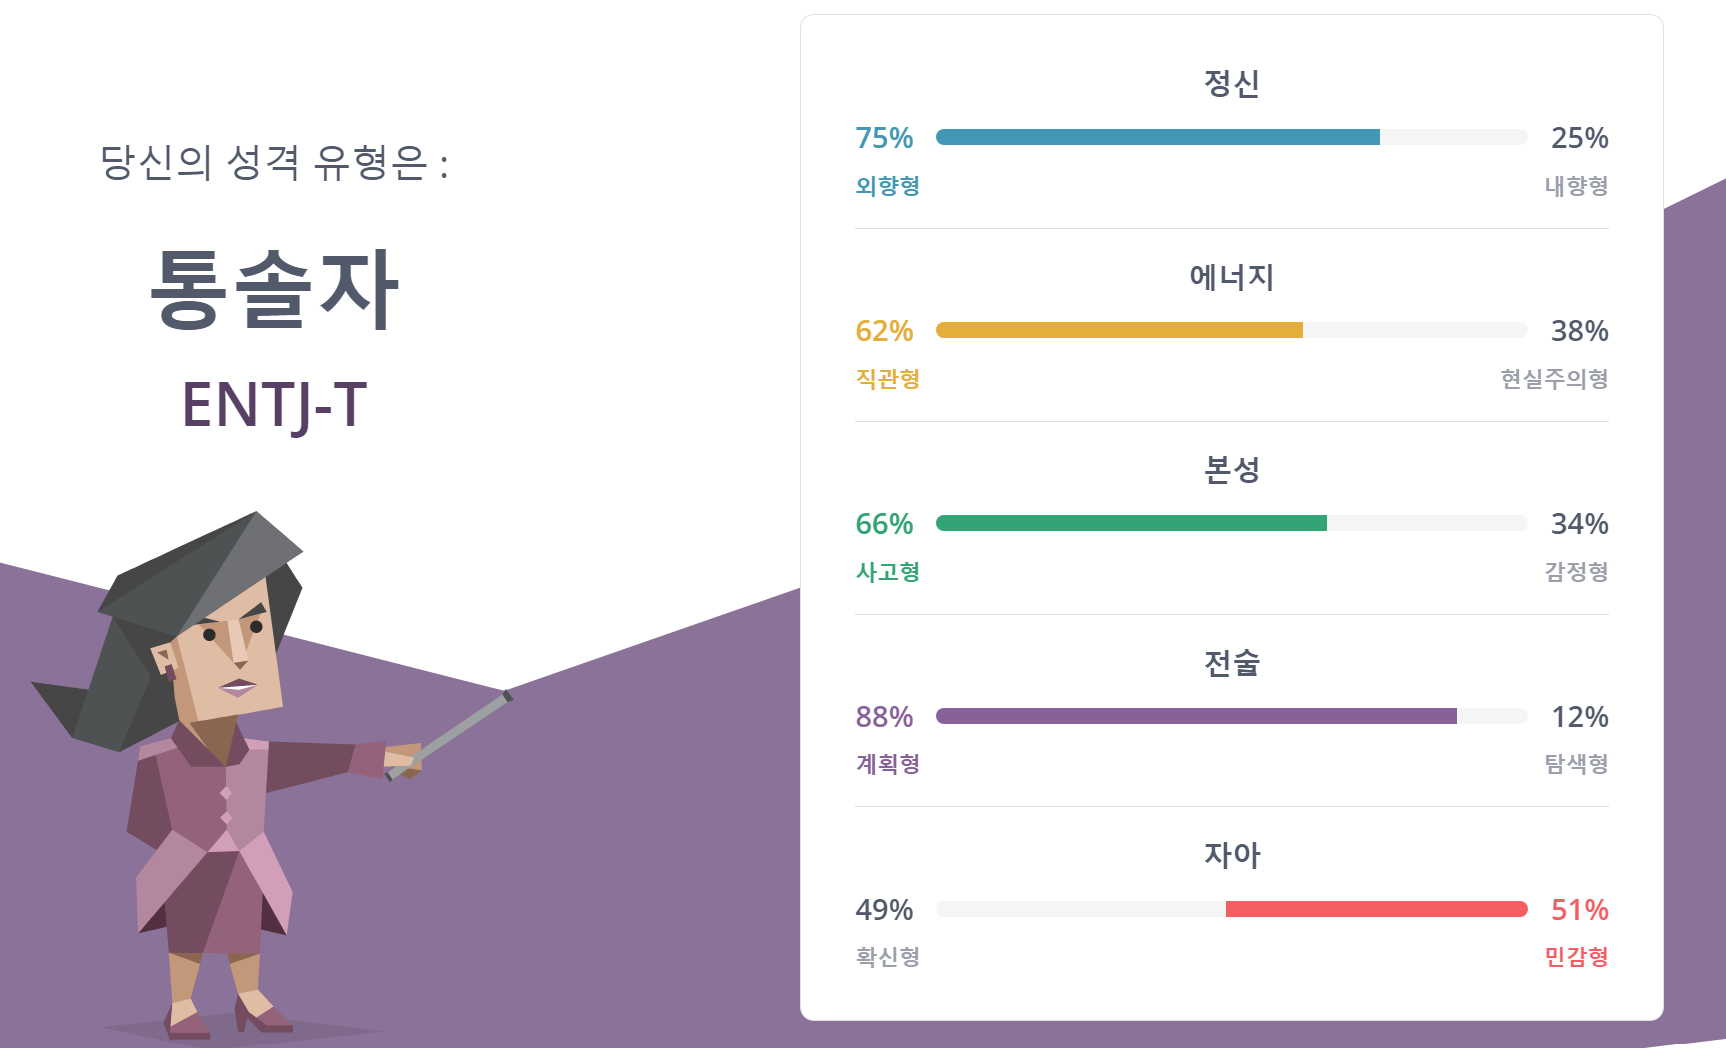 당신의 성격 유형은 :
통솔자
ENTJ-T
정신
75% 25%
외향형 내향형
에너지
62% 38%
직관형 현실주의형
본성
66% 34%
사고형 감정형
전술
88% 12%
계획형 탐색형
자아
49% 51%
확신형 민감형